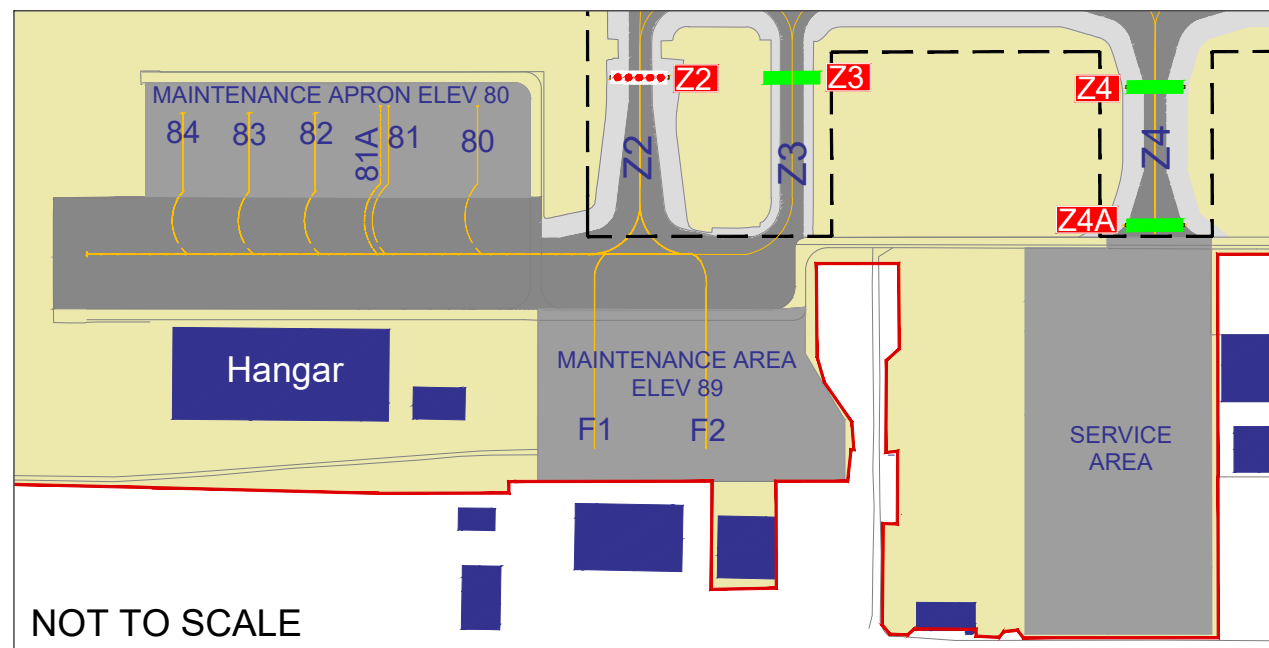 Z2
Z3
Z4
MAINTENANCE APRON ELEV 80
84
83
82
81A
81
80
Z2
Z3
Z4
Z4A
Hangar
MAINTENANCE AREA
ELEV 89
F1
F2
SERVICE
AREA
NOT TO SCALE